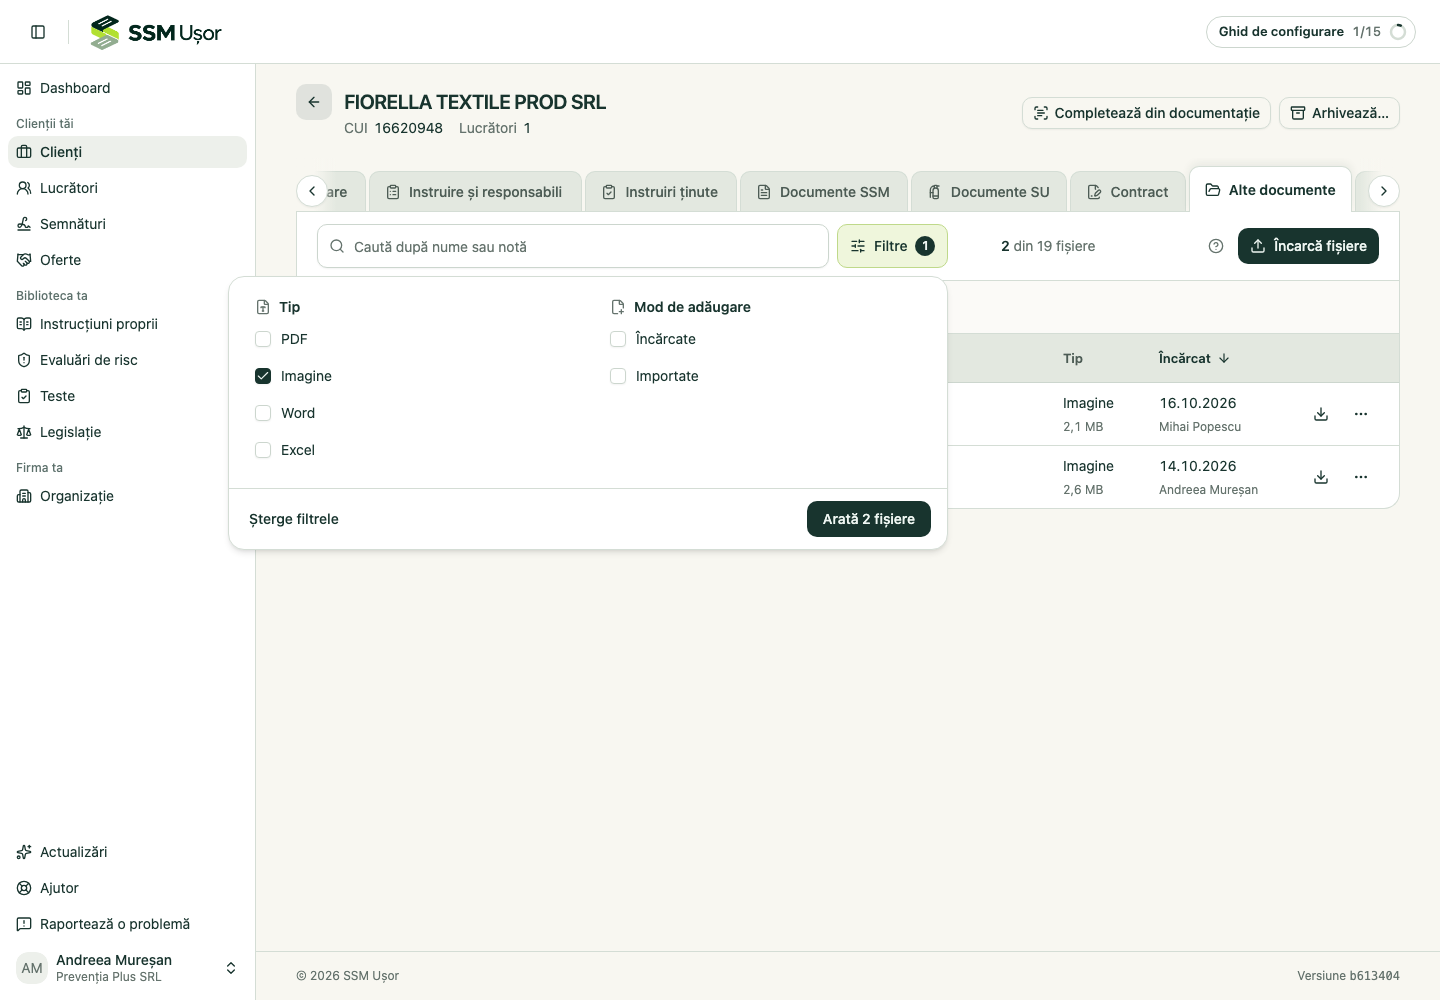 SSM Ușor
Ghid de configurare 1/15
Dashboard
Clienții tăi
Clienți
Lucrători
Semnături
Oferte
Biblioteca ta
Instrucțiuni proprii
Evaluări de risc
Teste
Legislație
Firma ta
Organizație
Actualizări
Ajutor
Raportează o problemă
AM
Andreea Mureșan
Prevenția Plus SRL
FIORELLA TEXTILE PROD SRL
CUI 16620948 Lucrători 1
Completează din documentație
Arhivează...
are
Instruire și responsabili
Instruiri ținute
Documente SSM
Documente SU
Contract
Alte documente
Caută după nume sau notă
Filtre 1
2 din 19 fișiere
Încarcă fișiere
Tip
PDF
Imagine
Word
Excel
Mod de adăugare
Încărcate
Importate
Șterge filtrele
Arată 2 fișiere
Tip
Încărcat
Imagine
2,1 MB
16.10.2026
Mihai Popescu
Imagine
2,6 MB
14.10.2026
Andreea Mureșan
© 2026 SSM Ușor
Versiune b613404